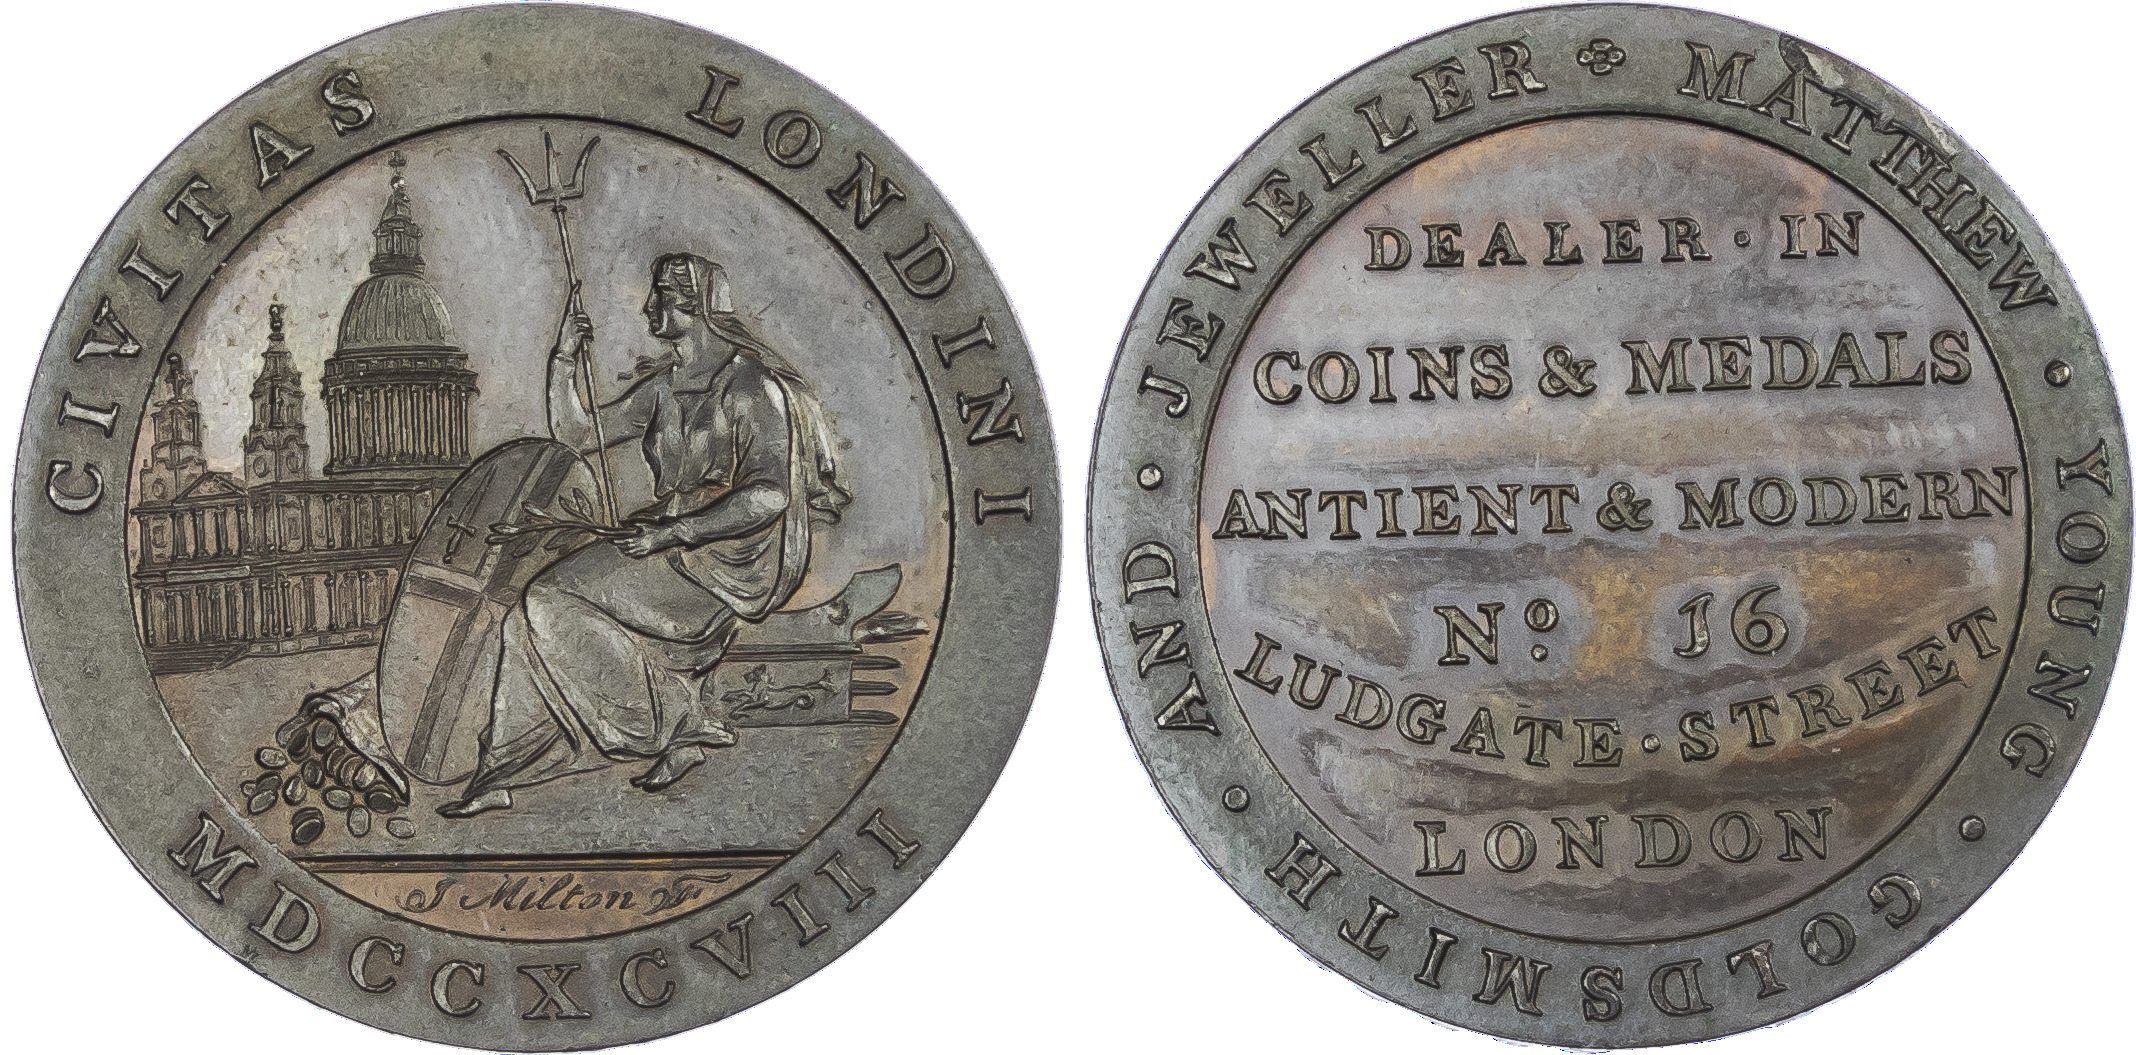 CIVITAS LONDINI
J Milton F
MDCCXCVIII
MATTHEW · YOUNG · GOLDSMITH · AND · JEWELLER
DEALER · IN
COINS & MEDALS
ANTIENT & MODERN
Nº 16
LUDGATE · STREET
LONDON